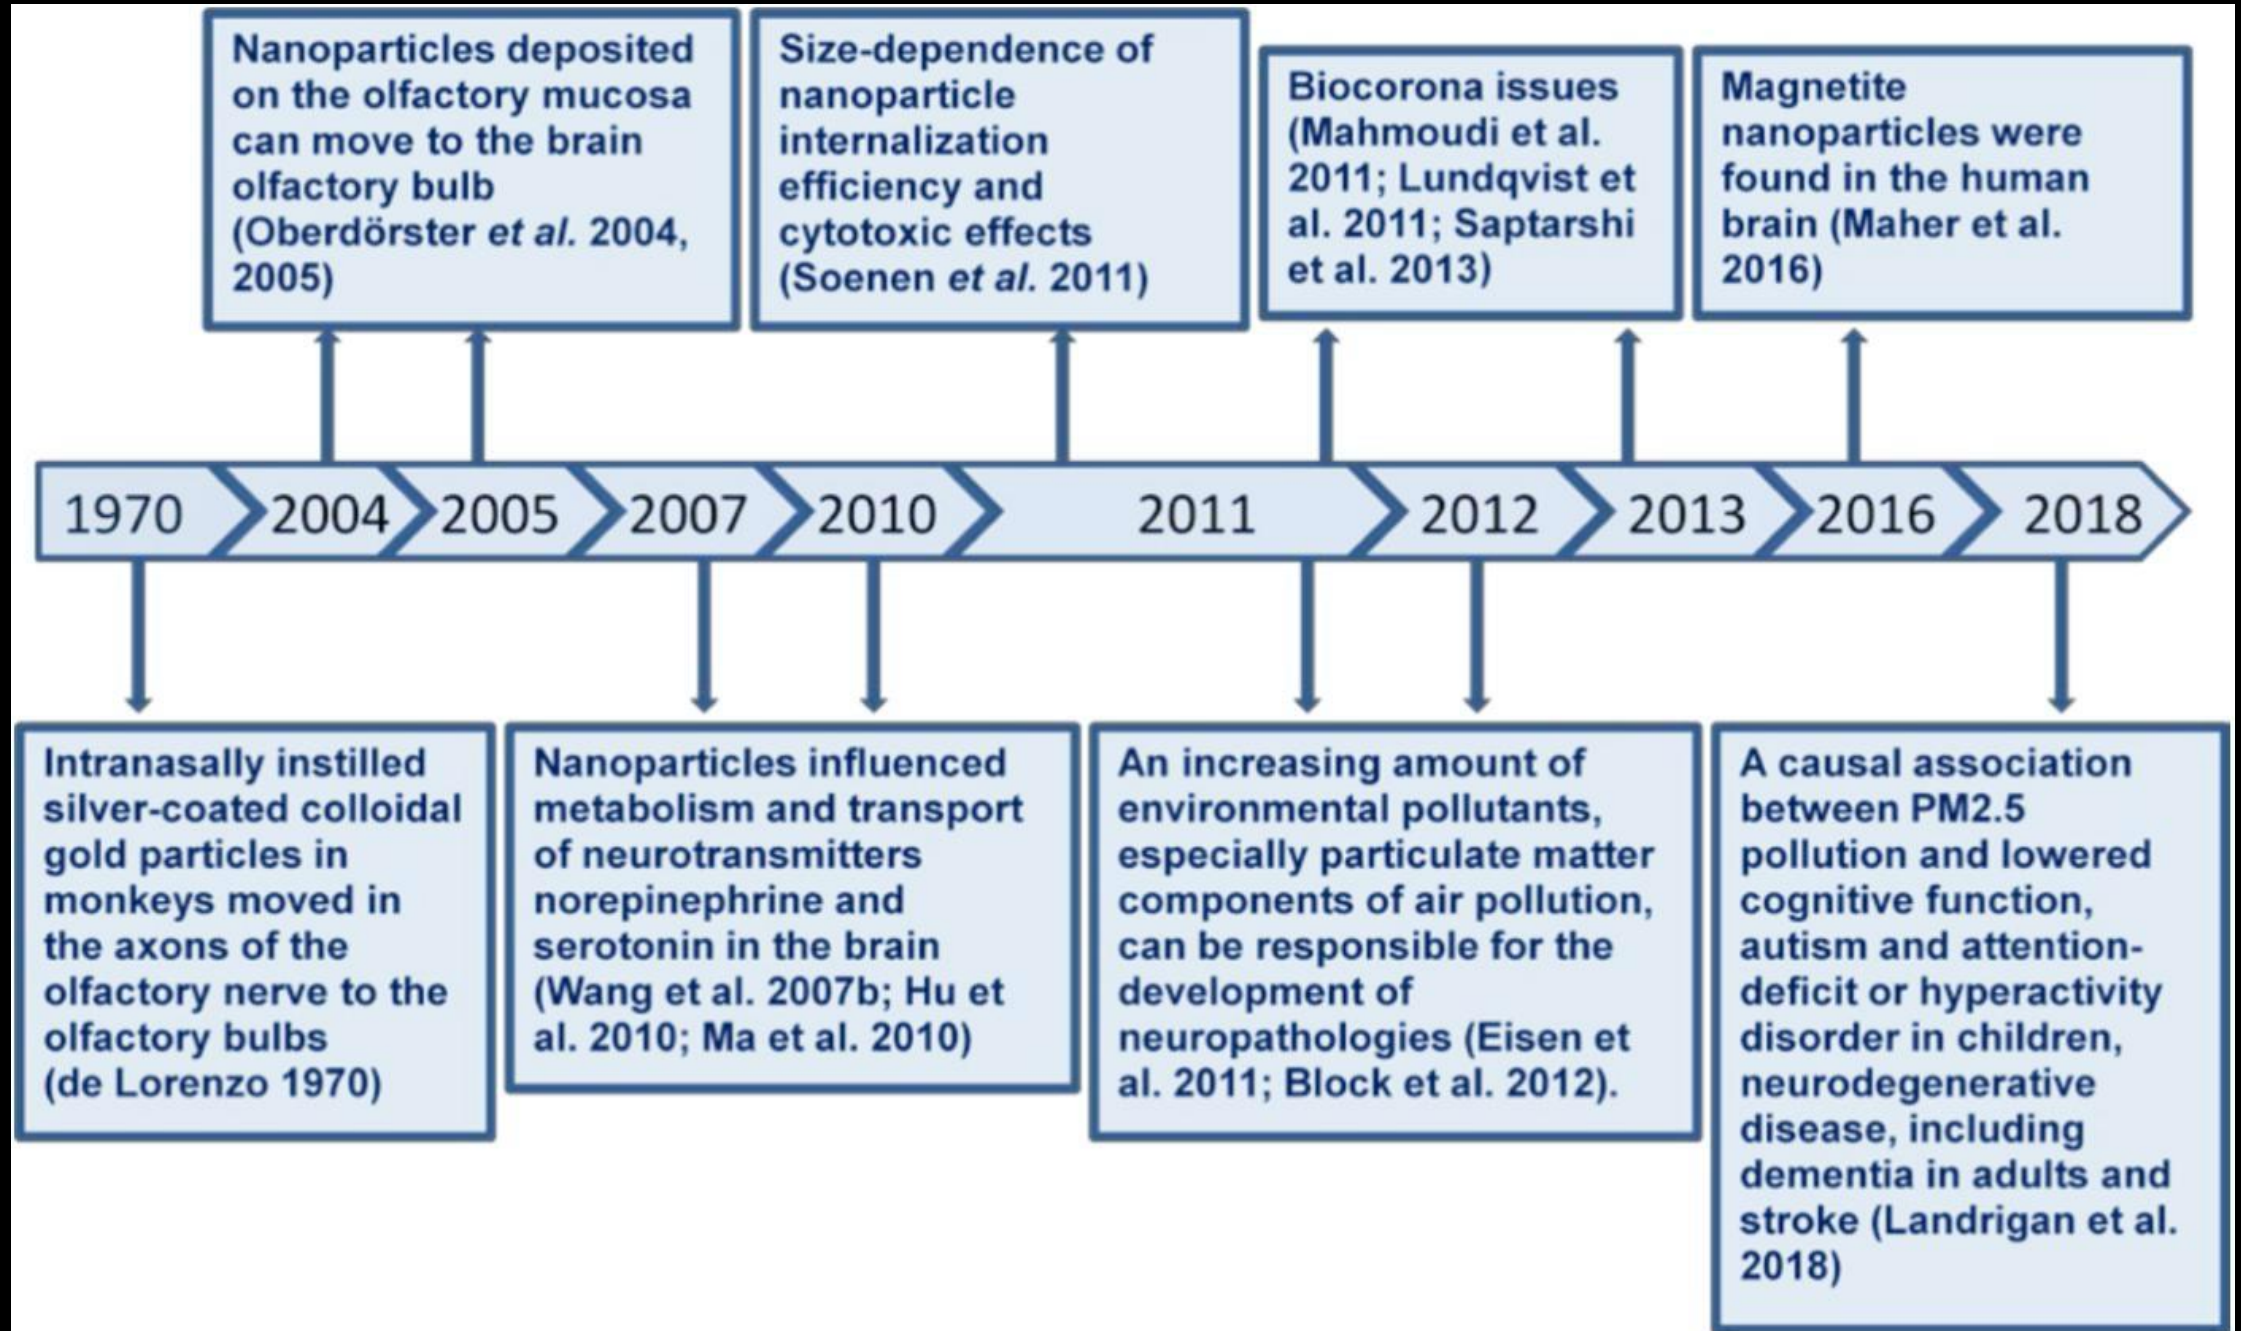 Nanoparticles deposited
on the olfactory mucosa
can move to the brain
olfactory bulb
(Oberdörster et al. 2004,
2005)
Size-dependence of
nanoparticle
internalization
efficiency and
cytotoxic effects
(Soenen et al. 2011)
Biocorona issues
(Mahmoudi et al.
2011; Lundqvist et
al. 2011; Saptarshi
et al. 2013)
Magnetite
nanoparticles were
found in the human
brain (Maher et al.
2016)
1970 2004 2005 2007 2010 2011 2012 2013 2016 2018
Intranasally instilled
silver-coated colloidal
gold particles in
monkeys moved in
the axons of the
olfactory nerve to the
olfactory bulbs
(de Lorenzo 1970)
Nanoparticles influenced
metabolism and transport
of neurotransmitters
norepinephrine and
serotonin in the brain
(Wang et al. 2007b; Hu et
al. 2010; Ma et al. 2010)
An increasing amount of
environmental pollutants,
especially particulate matter
components of air pollution,
can be responsible for the
development of
neuropathologies (Eisen et
al. 2011; Block et al. 2012).
A causal association
between PM2.5
pollution and lowered
cognitive function,
autism and attention-
deficit or hyperactivity
disorder in children,
neurodegenerative
disease, including
dementia in adults and
stroke (Landrigan et al.
2018)